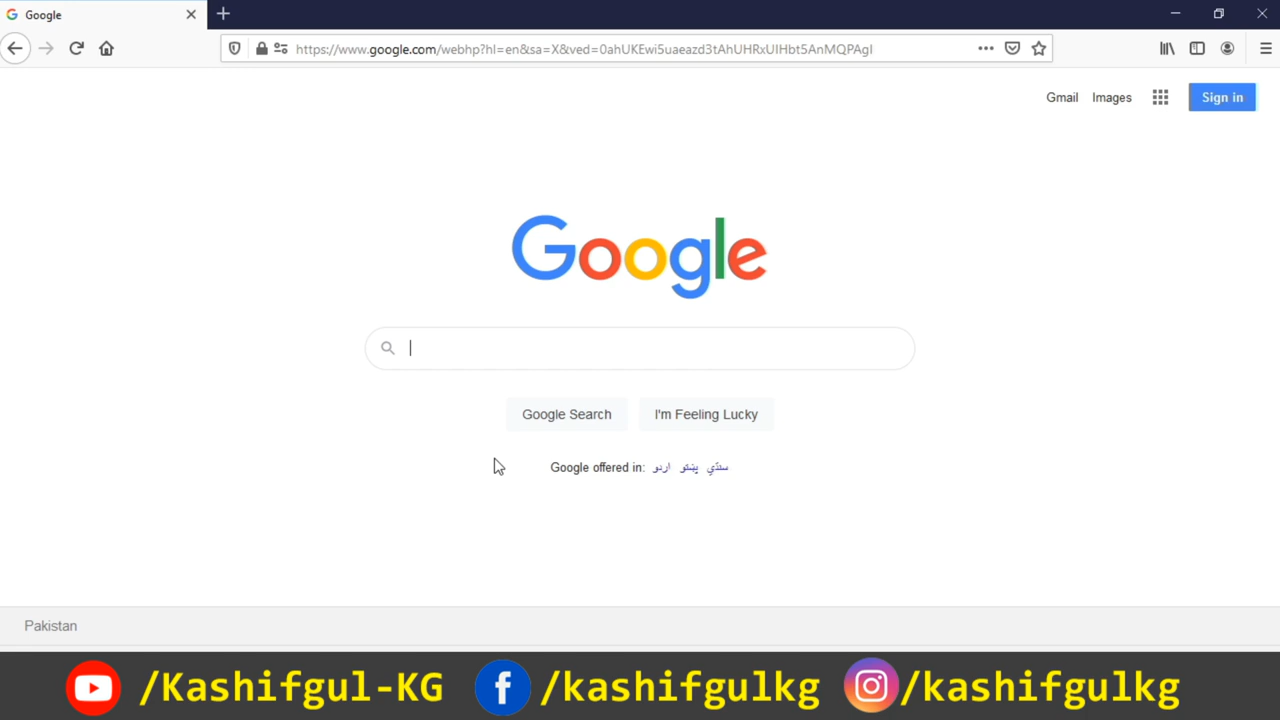 Google
https://www.google.com/webhp?hl=en&sa=X&ved=0ahUKEwi5uaeazd3tAhUHRxUIHbt5AnMQPAgI
Gmail Images Sign in
Google
Google Search I'm Feeling Lucky
Google offered in: اردو پښتو سنڌي
Pakistan
/Kashifgul-KG /kashifgulkg /kashifgulkg